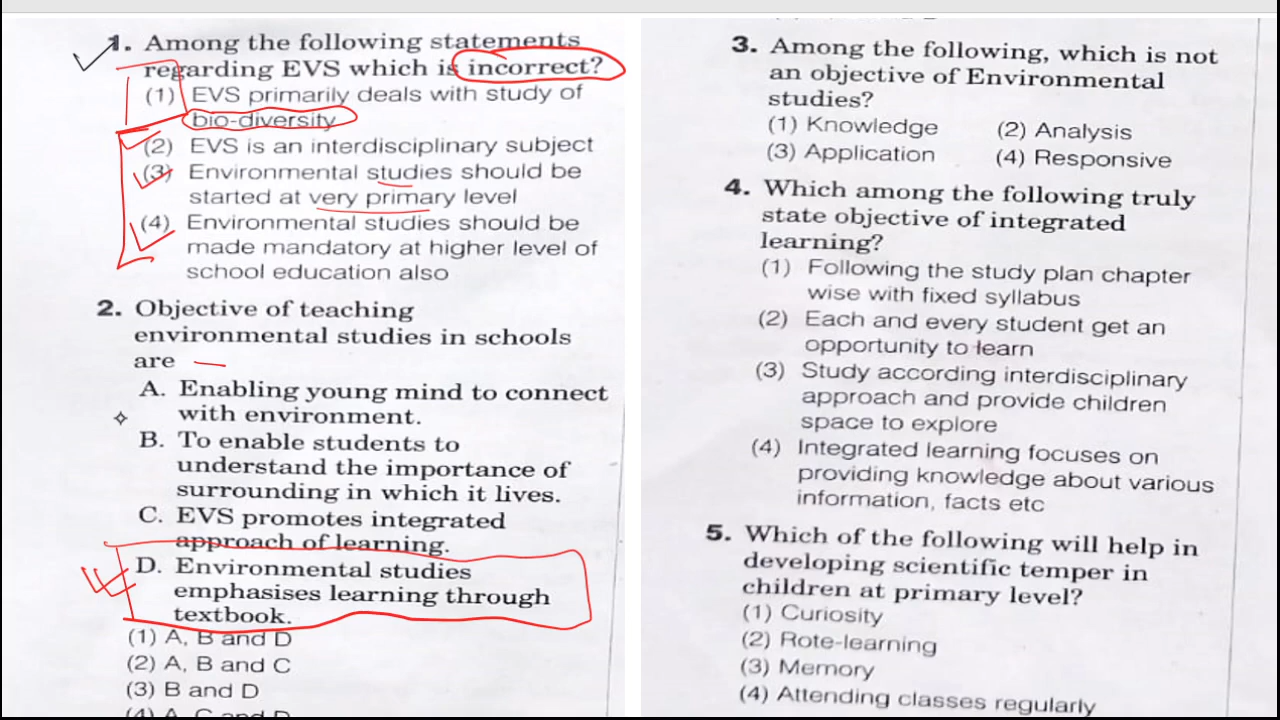 1. Among the following statements
regarding EVS which is incorrect?
(1) EVS primarily deals with study of
bio-diversity
(2) EVS is an interdisciplinary subject
(3) Environmental studies should be
started at very primary level
(4) Environmental studies should be
made mandatory at higher level of
school education also
2. Objective of teaching
environmental studies in schools
are
A. Enabling young mind to connect
with environment.
B. To enable students to
understand the importance of
surrounding in which it lives.
C. EVS promotes integrated
approach of learning.
D. Environmental studies
emphasises learning through
textbook.
(1) A, B and D
(2) A, B and C
(3) B and D
(4) A, C and D
3. Among the following, which is not
an objective of Environmental
studies?
(1) Knowledge (2) Analysis
(3) Application (4) Responsive
4. Which among the following truly
state objective of integrated
learning?
(1) Following the study plan chapter
wise with fixed syllabus
(2) Each and every student get an
opportunity to learn
(3) Study according interdisciplinary
approach and provide children
space to explore
(4) Integrated learning focuses on
providing knowledge about various
information, facts etc
5. Which of the following will help in
developing scientific temper in
children at primary level?
(1) Curiosity
(2) Rote-learning
(3) Memory
(4) Attending classes regularly